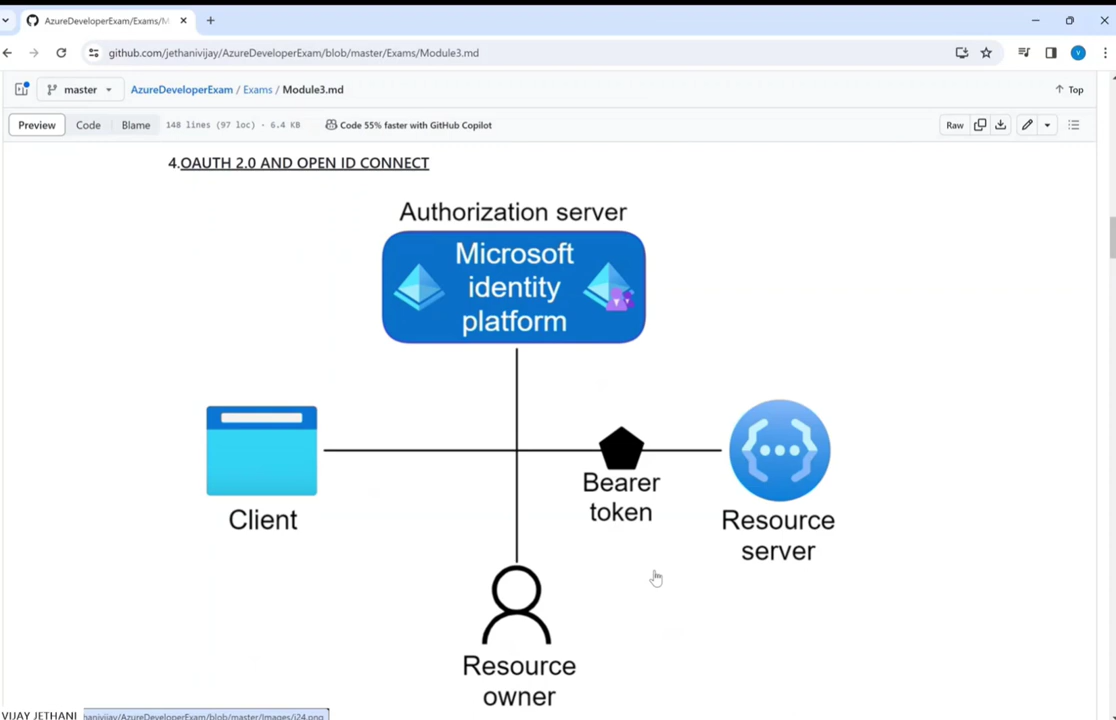 AzureDeveloperExam/Exams/M
github.com/jethanivijay/AzureDeveloperExam/blob/master/Exams/Module3.md
V
master
AzureDeveloperExam / Exams / Module3.md
Top
Preview
Code
Blame
148 lines (97 loc) · 6.4 KB
Code 55% faster with GitHub Copilot
Raw
4.OAUTH 2.0 AND OPEN ID CONNECT
Authorization server
Microsoft
identity
platform
Client
Bearer
token
Resource
server
Resource
owner
VIJAY JETHANI
hanivijay/AzureDeveloperExam/blob/master/Images/i24.png